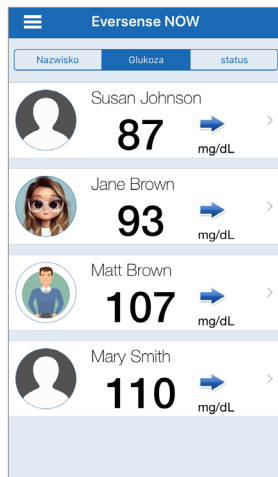 Eversense NOW
Nazwisko Glukoza status
Susan Johnson
87
mg/dL
Jane Brown
93
mg/dL
Matt Brown
107
mg/dL
Mary Smith
110
mg/dL